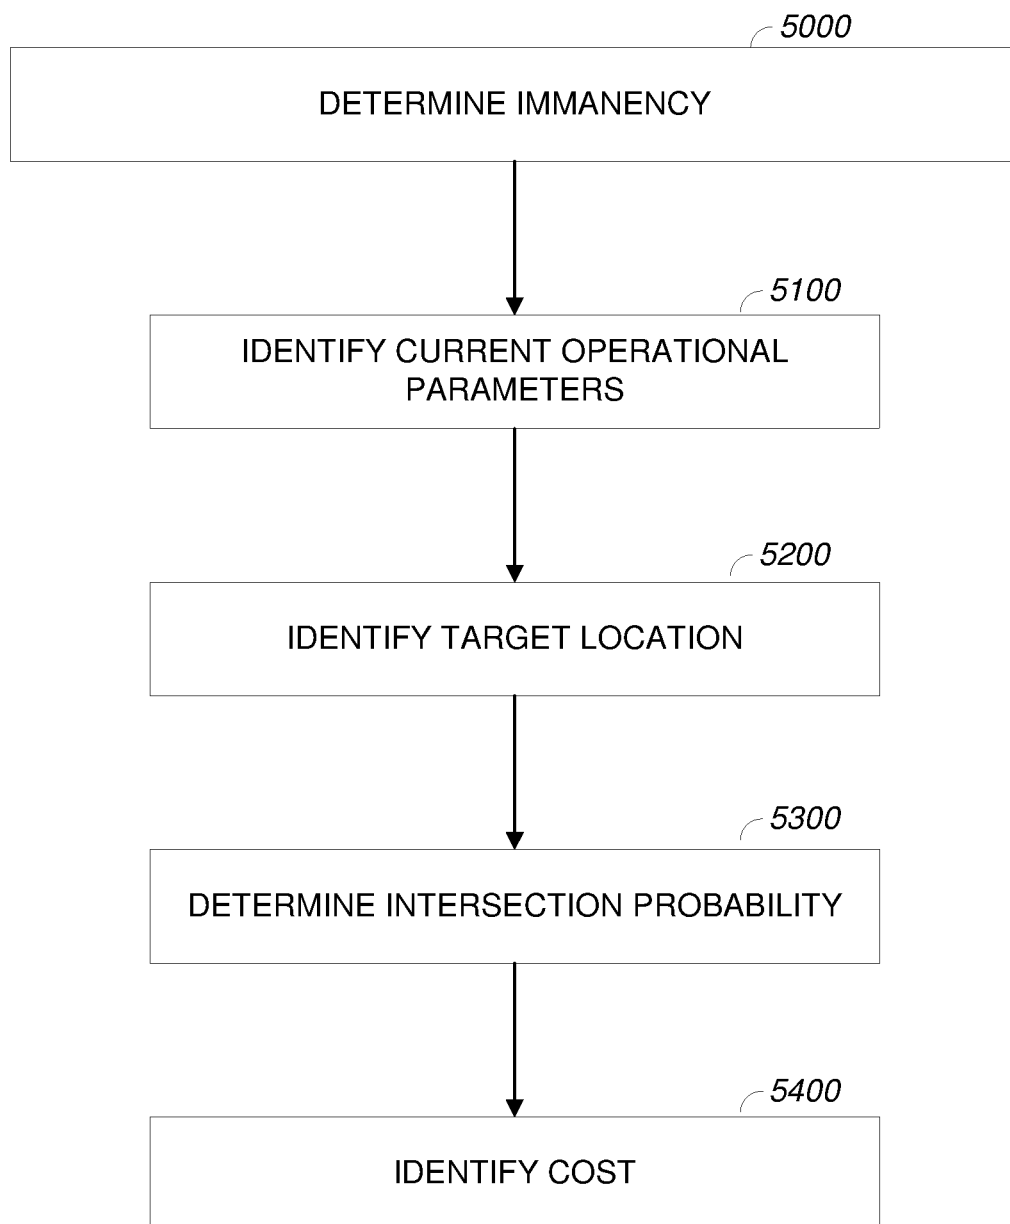 5000
DETERMINE IMMANENCY
5100
IDENTIFY CURRENT OPERATIONAL
PARAMETERS
5200
IDENTIFY TARGET LOCATION
5300
DETERMINE INTERSECTION PROBABILITY
5400
IDENTIFY COST